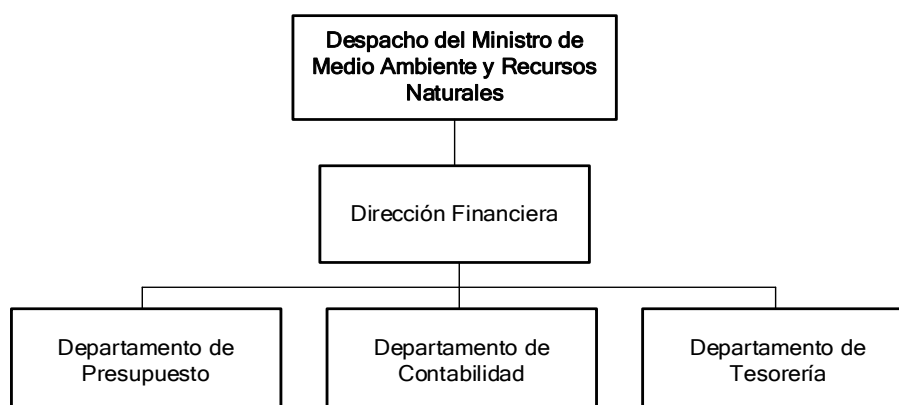 Despacho del Ministro de
Medio Ambiente y Recursos
Naturales
Dirección Financiera
Departamento de
Presupuesto
Departamento de
Contabilidad
Departamento de
Tesorería